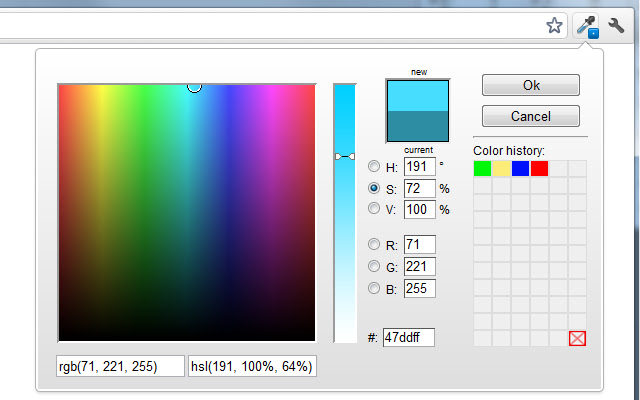 new
current
H: 191 °
S: 72 %
V: 100 %
R: 71
G: 221
B: 255
#: 47ddff
rgb(71, 221, 255)
hsl(191, 100%, 64%)
Ok
Cancel
Color history: